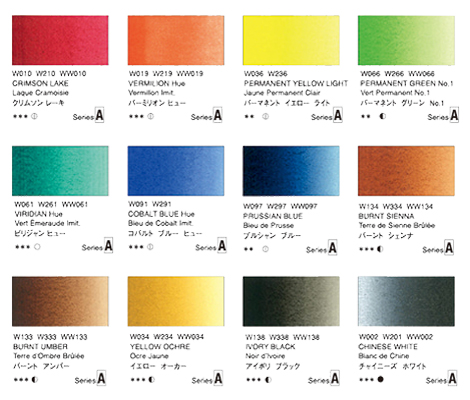 W010 W210 WW010
CRIMSON LAKE
Laque Cramoisie
クリムソン レーキ
*** Series A
W019 W219 WW019
VERMILION Hue
Vermillon Imit.
バーミリオン ヒュー
*** Series A
W036 W236
PERMANENT YELLOW LIGHT
Jaune Permanent Clair
パーマネント イエロー ライト
** Series A
W066 W266 WW066
PERMANENT GREEN No.1
Vert Permanent No.1
パーマネント グリーン No.1
** Series A
W061 W261 WW061
VIRIDIAN Hue
Vert Émeraude Imit.
ビリジャン ヒュー
*** Series A
W091 W291
COBALT BLUE Hue
Bleu de Cobalt Imit.
コバルト ブルー ヒュー
*** Series A
W097 W297 WW097
PRUSSIAN BLUE
Bleu de Prusse
プルシャン ブルー
** Series A
W134 W334 WW134
BURNT SIENNA
Terre de Sienne Brûlée
バーント シェンナ
*** Series A
W133 W333 WW133
BURNT UMBER
Terre d'Ombre Brûlée
バーント アンバー
*** Series A
W034 W234 WW034
YELLOW OCHRE
Ocre Jaune
イエロー オーカー
*** Series A
W138 W338 WW138
IVORY BLACK
Noir d'Ivoire
アイボリ ブラック
*** Series A
W002 W201 WW002
CHINESE WHITE
Blanc de Chine
チャイニーズ ホワイト
*** Series A